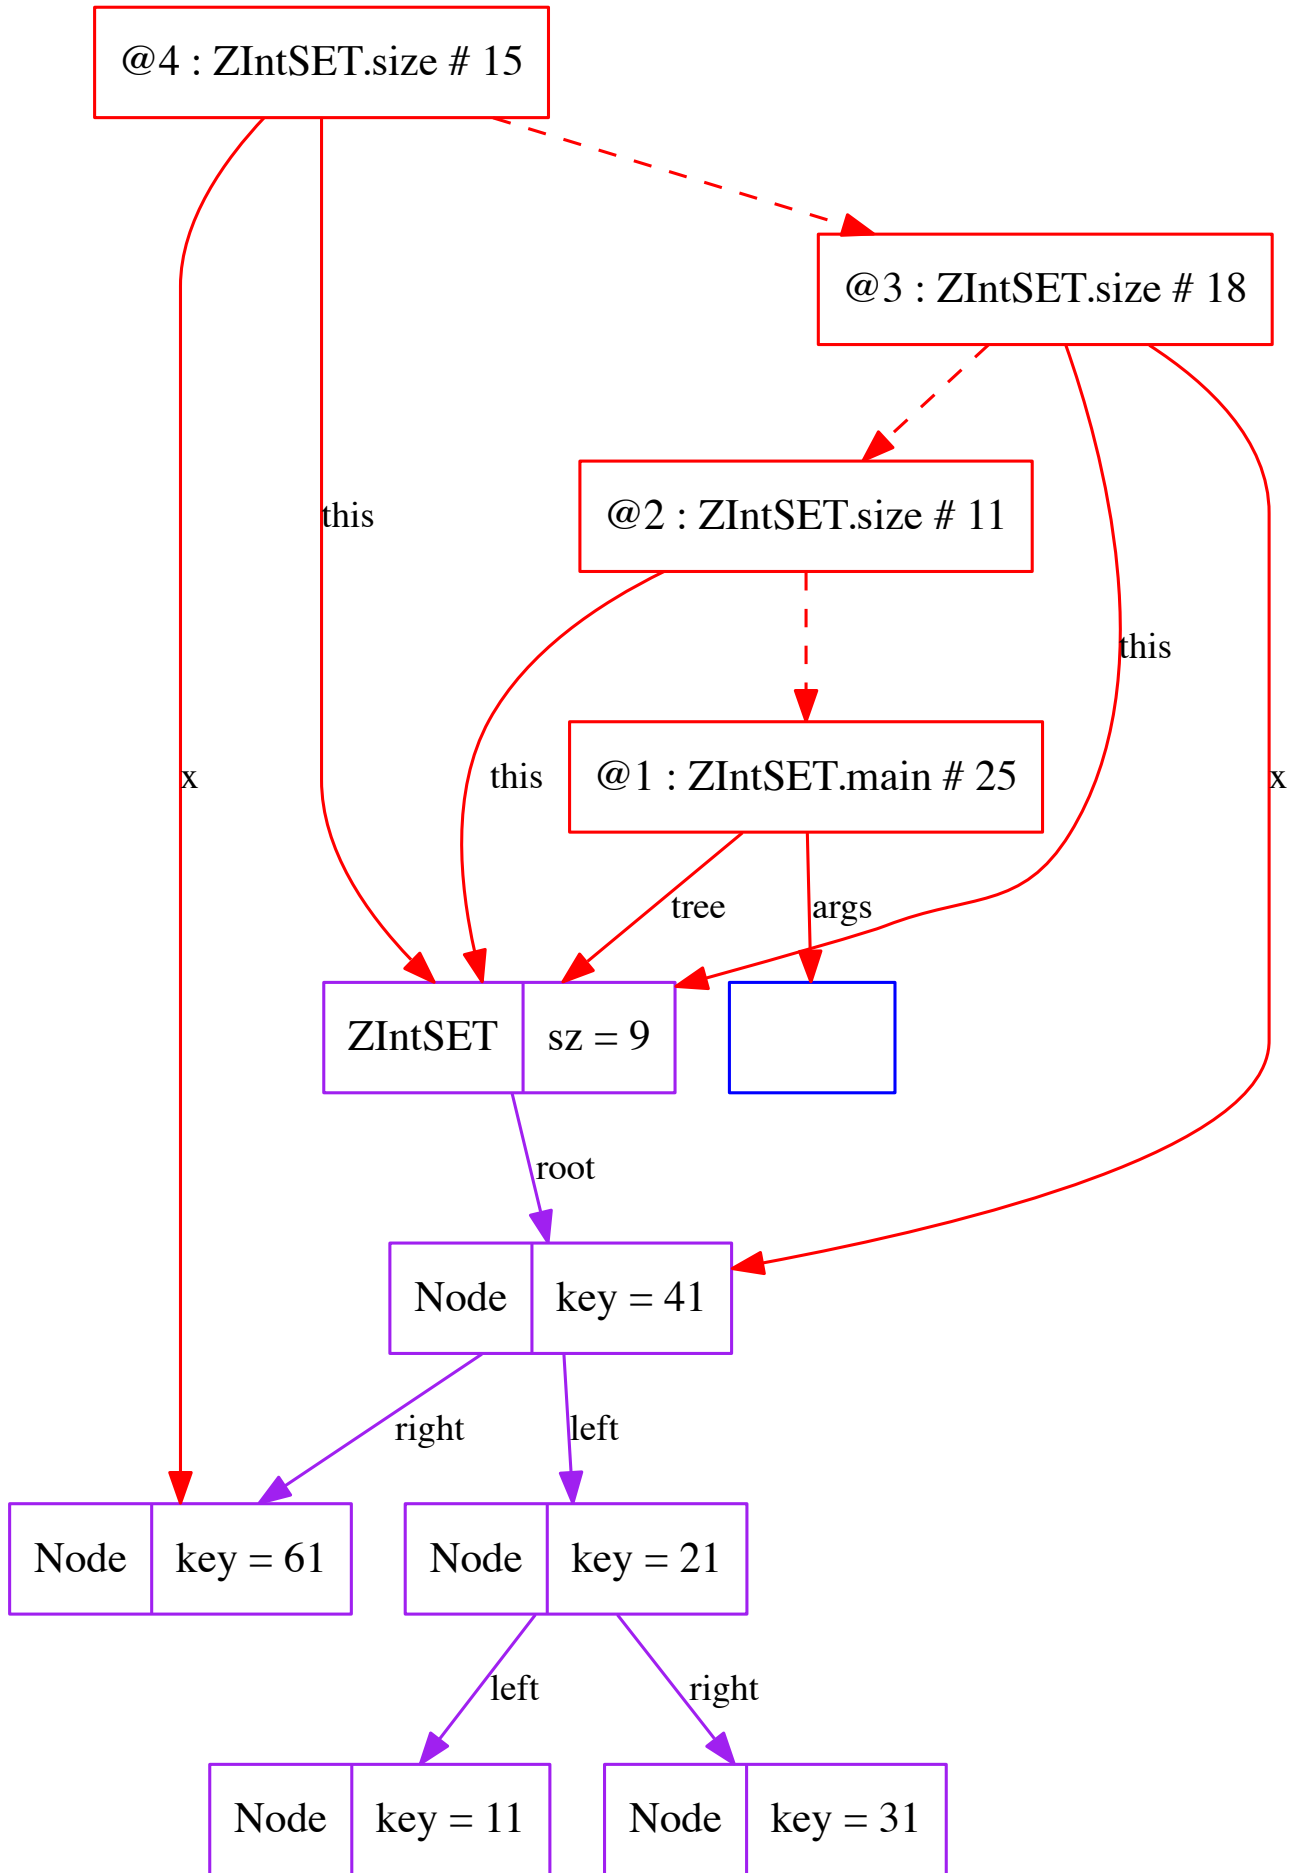 @4 : ZIntSET.size # 15
@3 : ZIntSET.size # 18
@2 : ZIntSET.size # 11
this
this
x
this
@1 : ZIntSET.main # 25
x
tree
args
ZIntSET
sz = 9
root
Node
key = 41
right
left
Node
key = 61
Node
key = 21
left
right
Node
key = 11
Node
key = 31